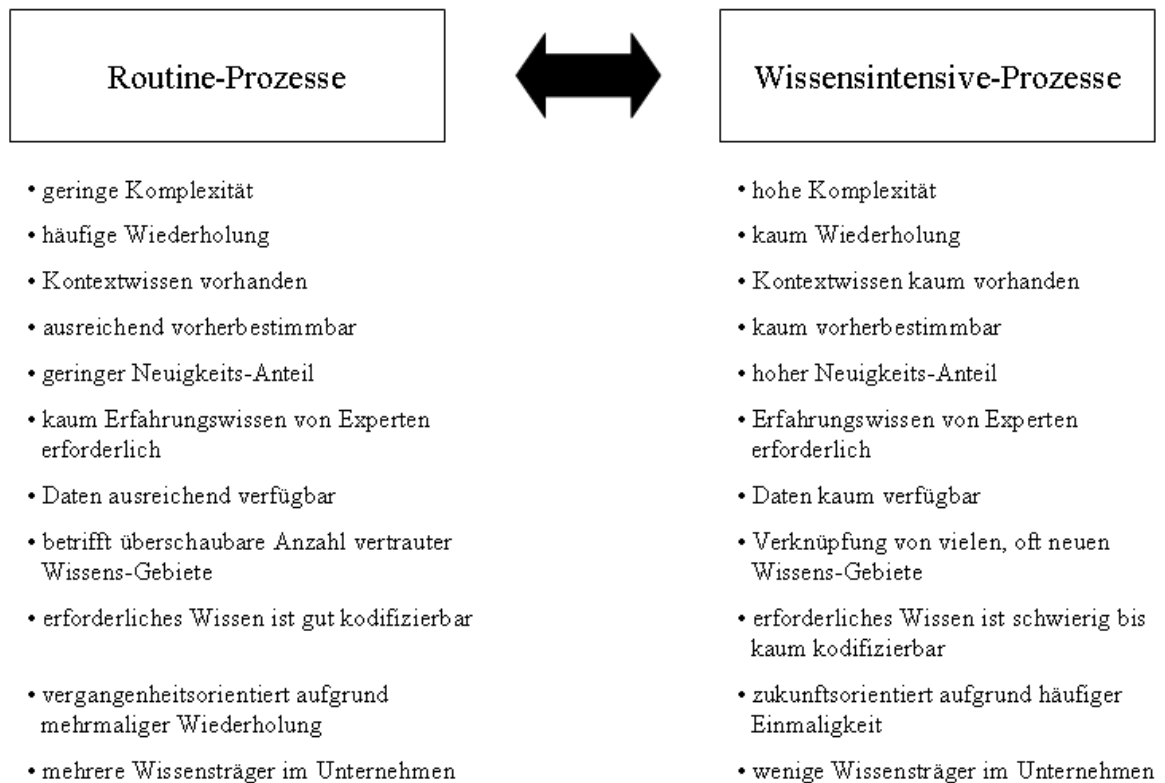 Routine-Prozesse
• geringe Komplexität
• häufige Wiederholung
• Kontextwissen vorhanden
• ausreichend vorherbestimmbar
• geringer Neuigkeits-Anteil
• kaum Erfahrungswissen von Experten
erforderlich
• Daten ausreichend verfügbar
• betrifft überschaubare Anzahl vertrauter
Wissens-Gebiete
• erforderliches Wissen ist gut kodifizierbar
• vergangenheitsorientiert aufgrund
mehrmaliger Wiederholung
• mehrere Wissensträger im Unternehmen
Wissensintensive-Prozesse
• hohe Komplexität
• kaum Wiederholung
• Kontextwissen kaum vorhanden
• kaum vorherbestimmbar
• hoher Neuigkeits-Anteil
• Erfahrungswissen von Experten
erforderlich
• Daten kaum verfügbar
• Verknüpfung von vielen, oft neuen
Wissens-Gebiete
• erforderliches Wissen ist schwierig bis
kaum kodifizierbar
• zukunftsorientiert aufgrund häufiger
Einmaligkeit
• wenige Wissensträger im Unternehmen